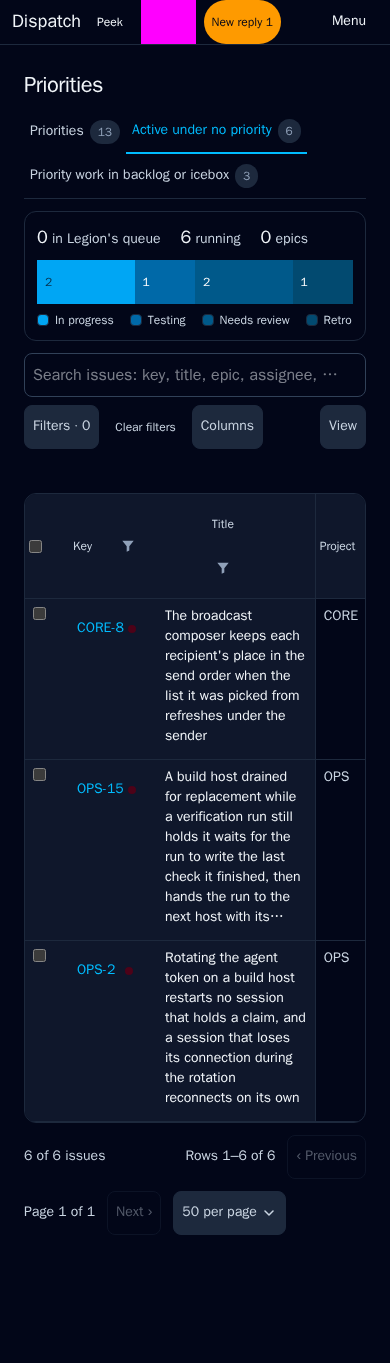 Dispatch Peek New reply 1 Menu
Priorities
Priorities 13 Active under no priority 6
Priority work in backlog or icebox 3
0 in Legion's queue 6 running 0 epics
2 1 2 1
In progress Testing Needs review Retro
Search issues: key, title, epic, assignee, ⋯
Filters · 0 Clear filters Columns View
Title
Key Project
CORE-8 The broadcast CORE
composer keeps each
recipient's place in the
send order when the
list it was picked from
refreshes under the
sender
OPS-15 A build host drained OPS
for replacement while
a verification run still
holds it waits for the
run to write the last
check it finished, then
hands the run to the
next host with its⋯
OPS-2 Rotating the agent OPS
token on a build host
restarts no session
that holds a claim, and
a session that loses
its connection during
the rotation
reconnects on its own
6 of 6 issues Rows 1–6 of 6 ‹ Previous
Page 1 of 1 Next › 50 per page